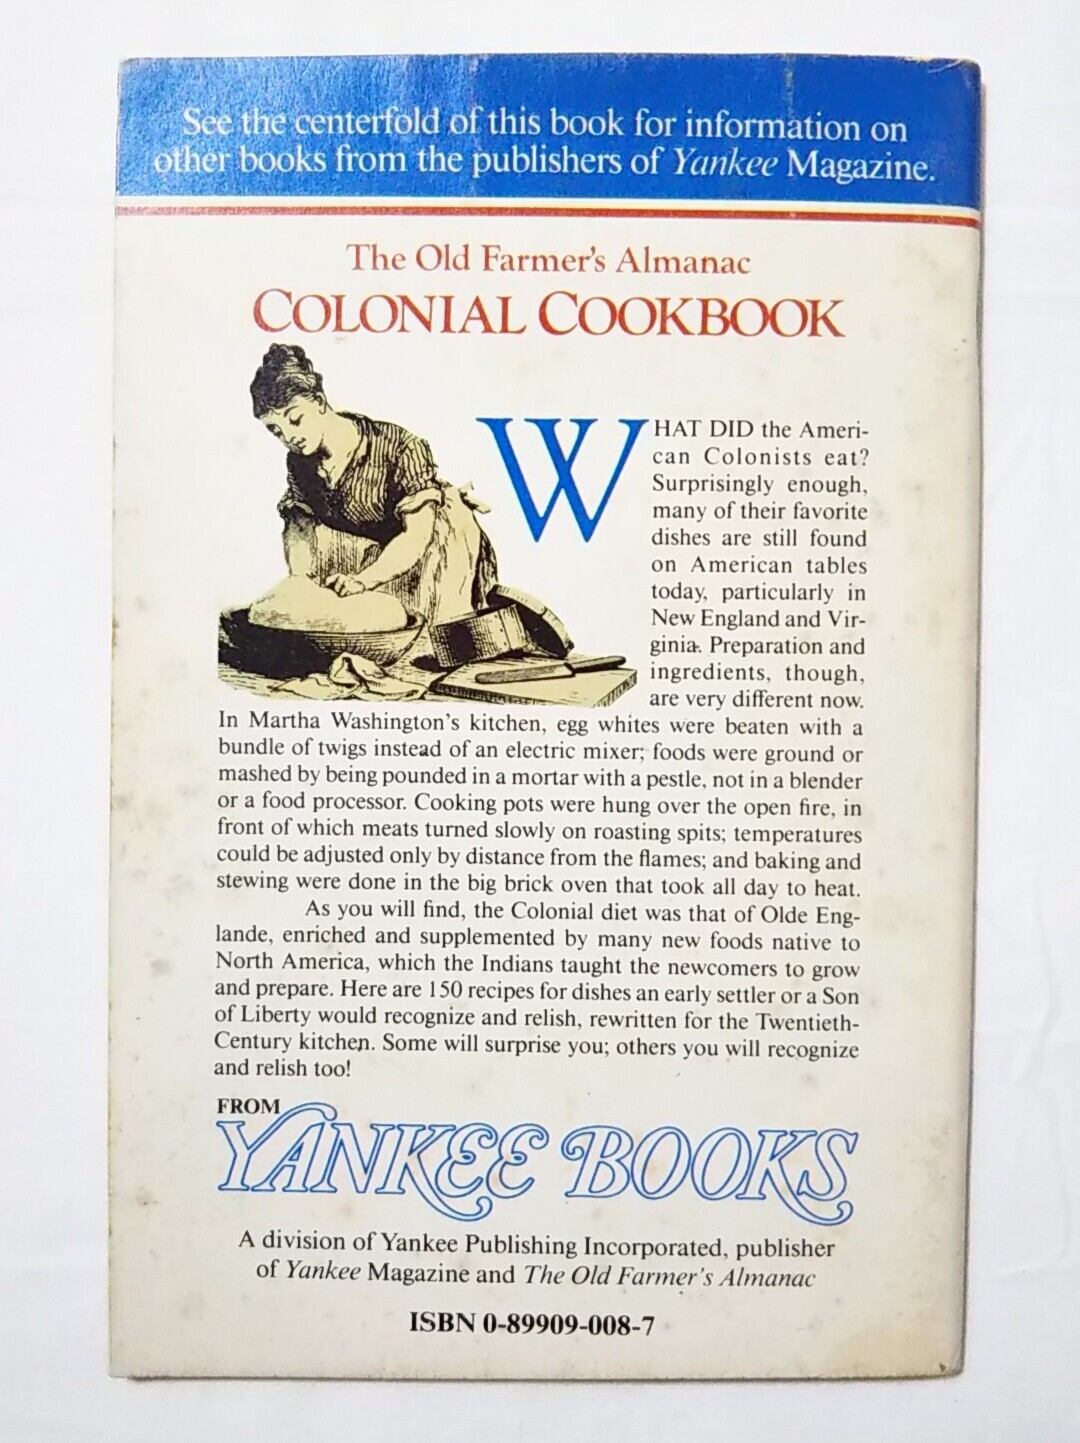 See the centerfold of this book for information on
other books from the publishers of Yankee Magazine.
The Old Farmer's Almanac
COLONIAL COOKBOOK
WHAT DID the Ameri-
can Colonists eat?
Surprisingly enough,
many of their favorite
dishes are still found
on American tables
today, particularly in
New England and Vir-
ginia. Preparation and
ingredients, though,
are very different now.
In Martha Washington's kitchen, egg whites were beaten with a
bundle of twigs instead of an electric mixer; foods were ground or
mashed by being pounded in a mortar with a pestle, not in a blender
or a food processor. Cooking pots were hung over the open fire, in
front of which meats turned slowly on roasting spits; temperatures
could be adjusted only by distance from the flames; and baking and
stewing were done in the big brick oven that took all day to heat.
As you will find, the Colonial diet was that of Olde Eng-
lande, enriched and supplemented by many new foods native to
North America, which the Indians taught the newcomers to grow
and prepare. Here are 150 recipes for dishes an early settler or a Son
of Liberty would recognize and relish, rewritten for the Twentieth-
Century kitchen. Some will surprise you; others you will recognize
and relish too!
FROM
YANKEE BOOKS
A division of Yankee Publishing Incorporated, publisher
of Yankee Magazine and The Old Farmer's Almanac
ISBN 0-89909-008-7